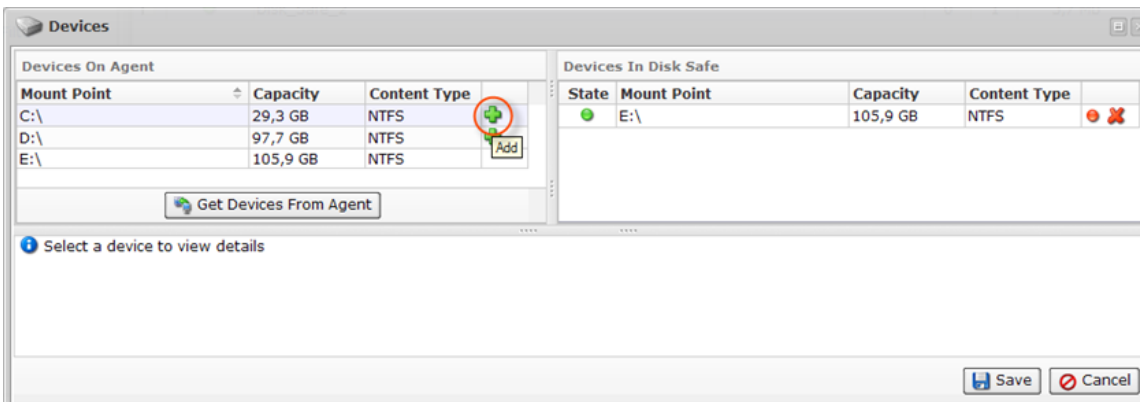 Devices
Devices On Agent
Mount Point Capacity Content Type
C:\ 29,3 GB NTFS
D:\ 97,7 GB NTFS
Add
E:\ 105,9 GB NTFS
Get Devices From Agent
Devices In Disk Safe
State Mount Point Capacity Content Type
E:\ 105,9 GB NTFS
Select a device to view details
Save Cancel